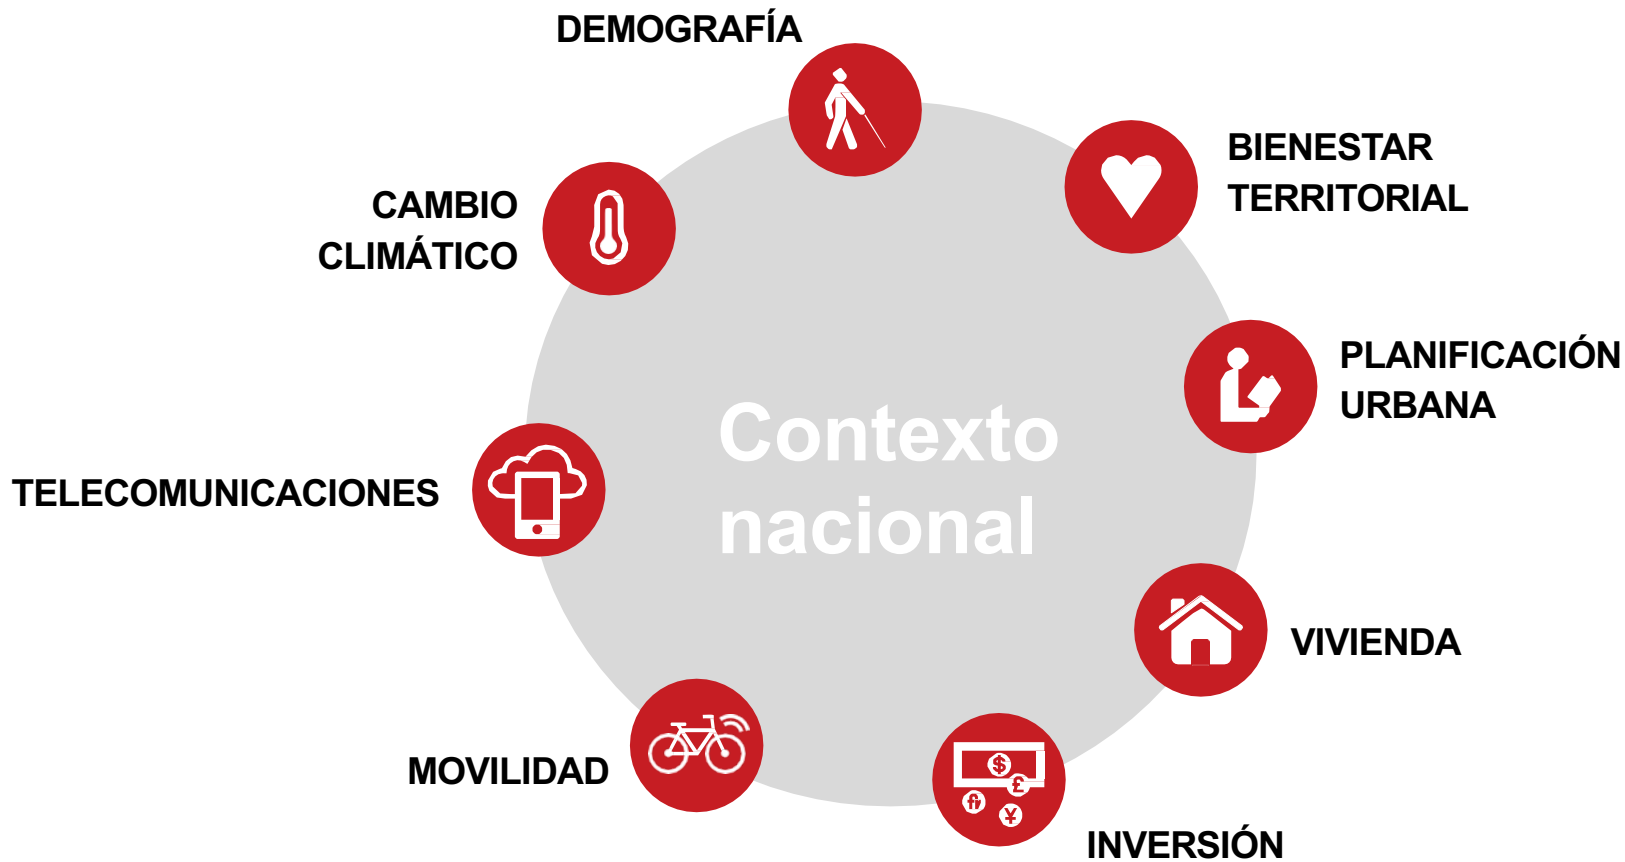 DEMOGRAFÍA
BIENESTAR
TERRITORIAL
CAMBIO
CLIMÁTICO
PLANIFICACIÓN
URBANA
Contexto
nacional
TELECOMUNICACIONES
VIVIENDA
MOVILIDAD
$
£
¥
INVERSIÓN